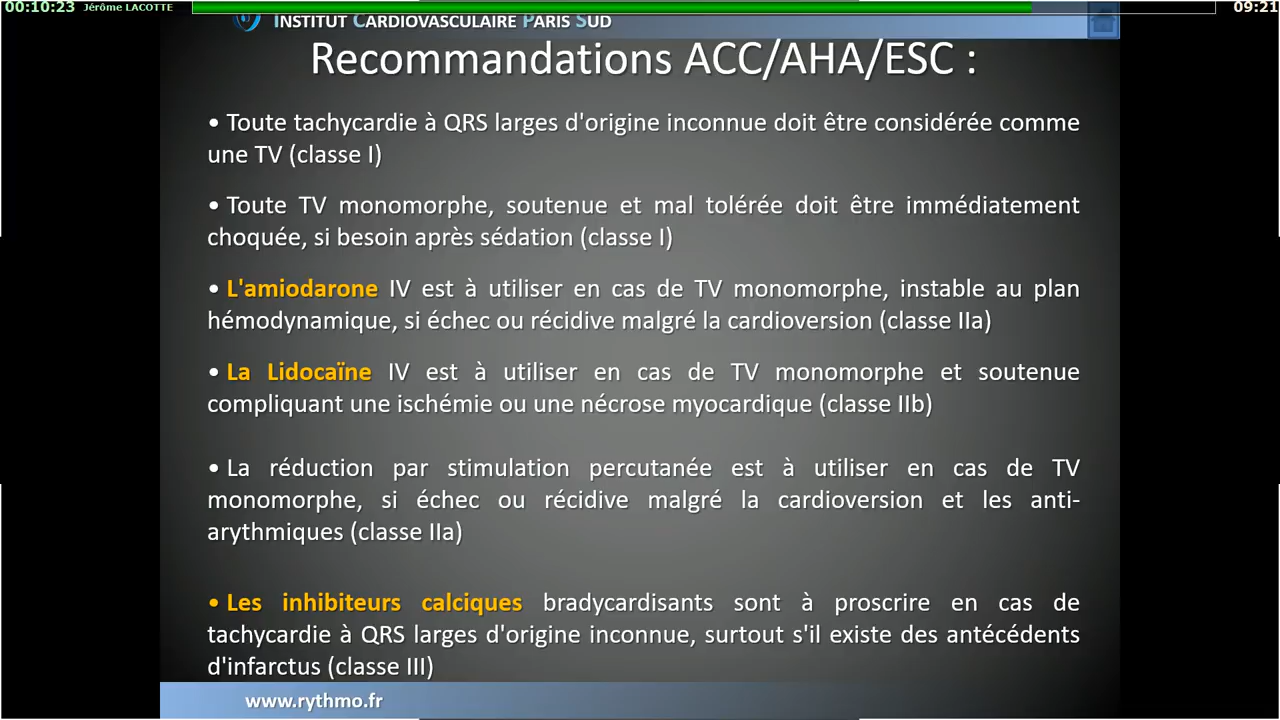 00:10:23 Jérôme LACOTTE 09:21
INSTITUT CARDIOVASCULAIRE PARIS SUD
Recommandations ACC/AHA/ESC :
• Toute tachycardie à QRS larges d'origine inconnue doit être considérée comme
une TV (classe I)
• Toute TV monomorphe, soutenue et mal tolérée doit être immédiatement
choquée, si besoin après sédation (classe I)
• L'amiodarone IV est à utiliser en cas de TV monomorphe, instable au plan
hémodynamique, si échec ou récidive malgré la cardioversion (classe IIa)
• La Lidocaïne IV est à utiliser en cas de TV monomorphe et soutenue
compliquant une ischémie ou une nécrose myocardique (classe IIb)
• La réduction par stimulation percutanée est à utiliser en cas de TV
monomorphe, si échec ou récidive malgré la cardioversion et les anti-
arythmiques (classe IIa)
• Les inhibiteurs calciques bradycardisants sont à proscrire en cas de
tachycardie à QRS larges d'origine inconnue, surtout s'il existe des antécédents
d'infarctus (classe III)
www.rythmo.fr